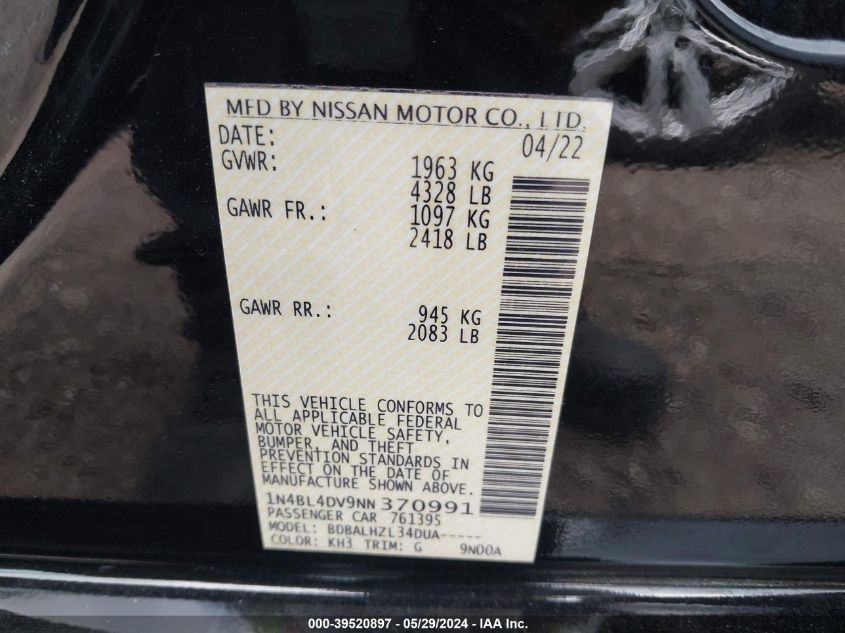 MFD BY NISSAN MOTOR CO., LTD.
DATE: 04/22
GVWR: 1963 KG
4328 LB
GAWR FR.: 1097 KG
2418 LB
GAWR RR.: 945 KG
2083 LB
THIS VEHICLE CONFORMS TO
ALL APPLICABLE FEDERAL
MOTOR VEHICLE SAFETY,
BUMPER, AND THEFT
PREVENTION STANDARDS IN
EFFECT ON THE DATE OF
MANUFACTURE SHOWN ABOVE.
1N4BL4DV9NN370991
PASSENGER CAR 761395
MODEL: BDBALHZL34DUA-----
COLOR: KH3 TRIM: G 9N00A
000-39520897 - 05/29/2024 - IAA Inc.